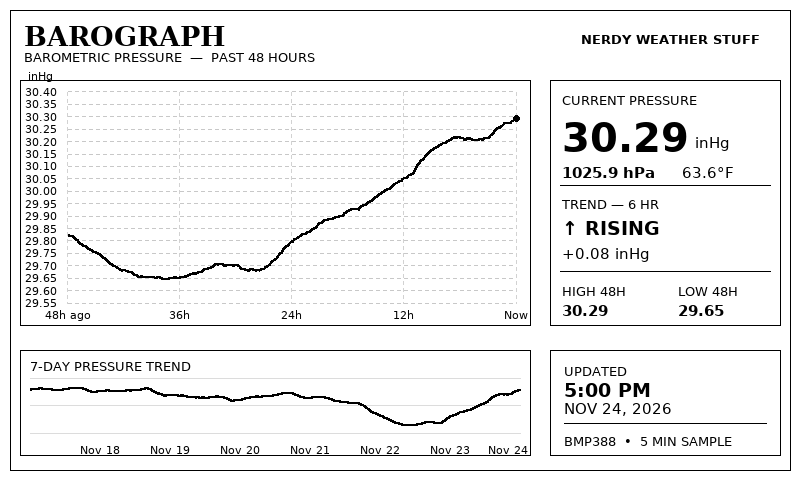 BAROGRAPH
BAROMETRIC PRESSURE — PAST 48 HOURS
NERDY WEATHER STUFF
inHg
30.40
30.35
30.30
30.25
30.20
30.15
30.10
30.05
30.00
29.95
29.90
29.85
29.80
29.75
29.70
29.65
29.60
29.55
48h ago 36h 24h 12h Now
CURRENT PRESSURE
30.29 inHg
1025.9 hPa 63.6°F
TREND — 6 HR
↑ RISING
+0.08 inHg
HIGH 48H LOW 48H
30.29 29.65
7-DAY PRESSURE TREND
Nov 18 Nov 19 Nov 20 Nov 21 Nov 22 Nov 23 Nov 24
UPDATED
5:00 PM
NOV 24, 2026
BMP388 • 5 MIN SAMPLE